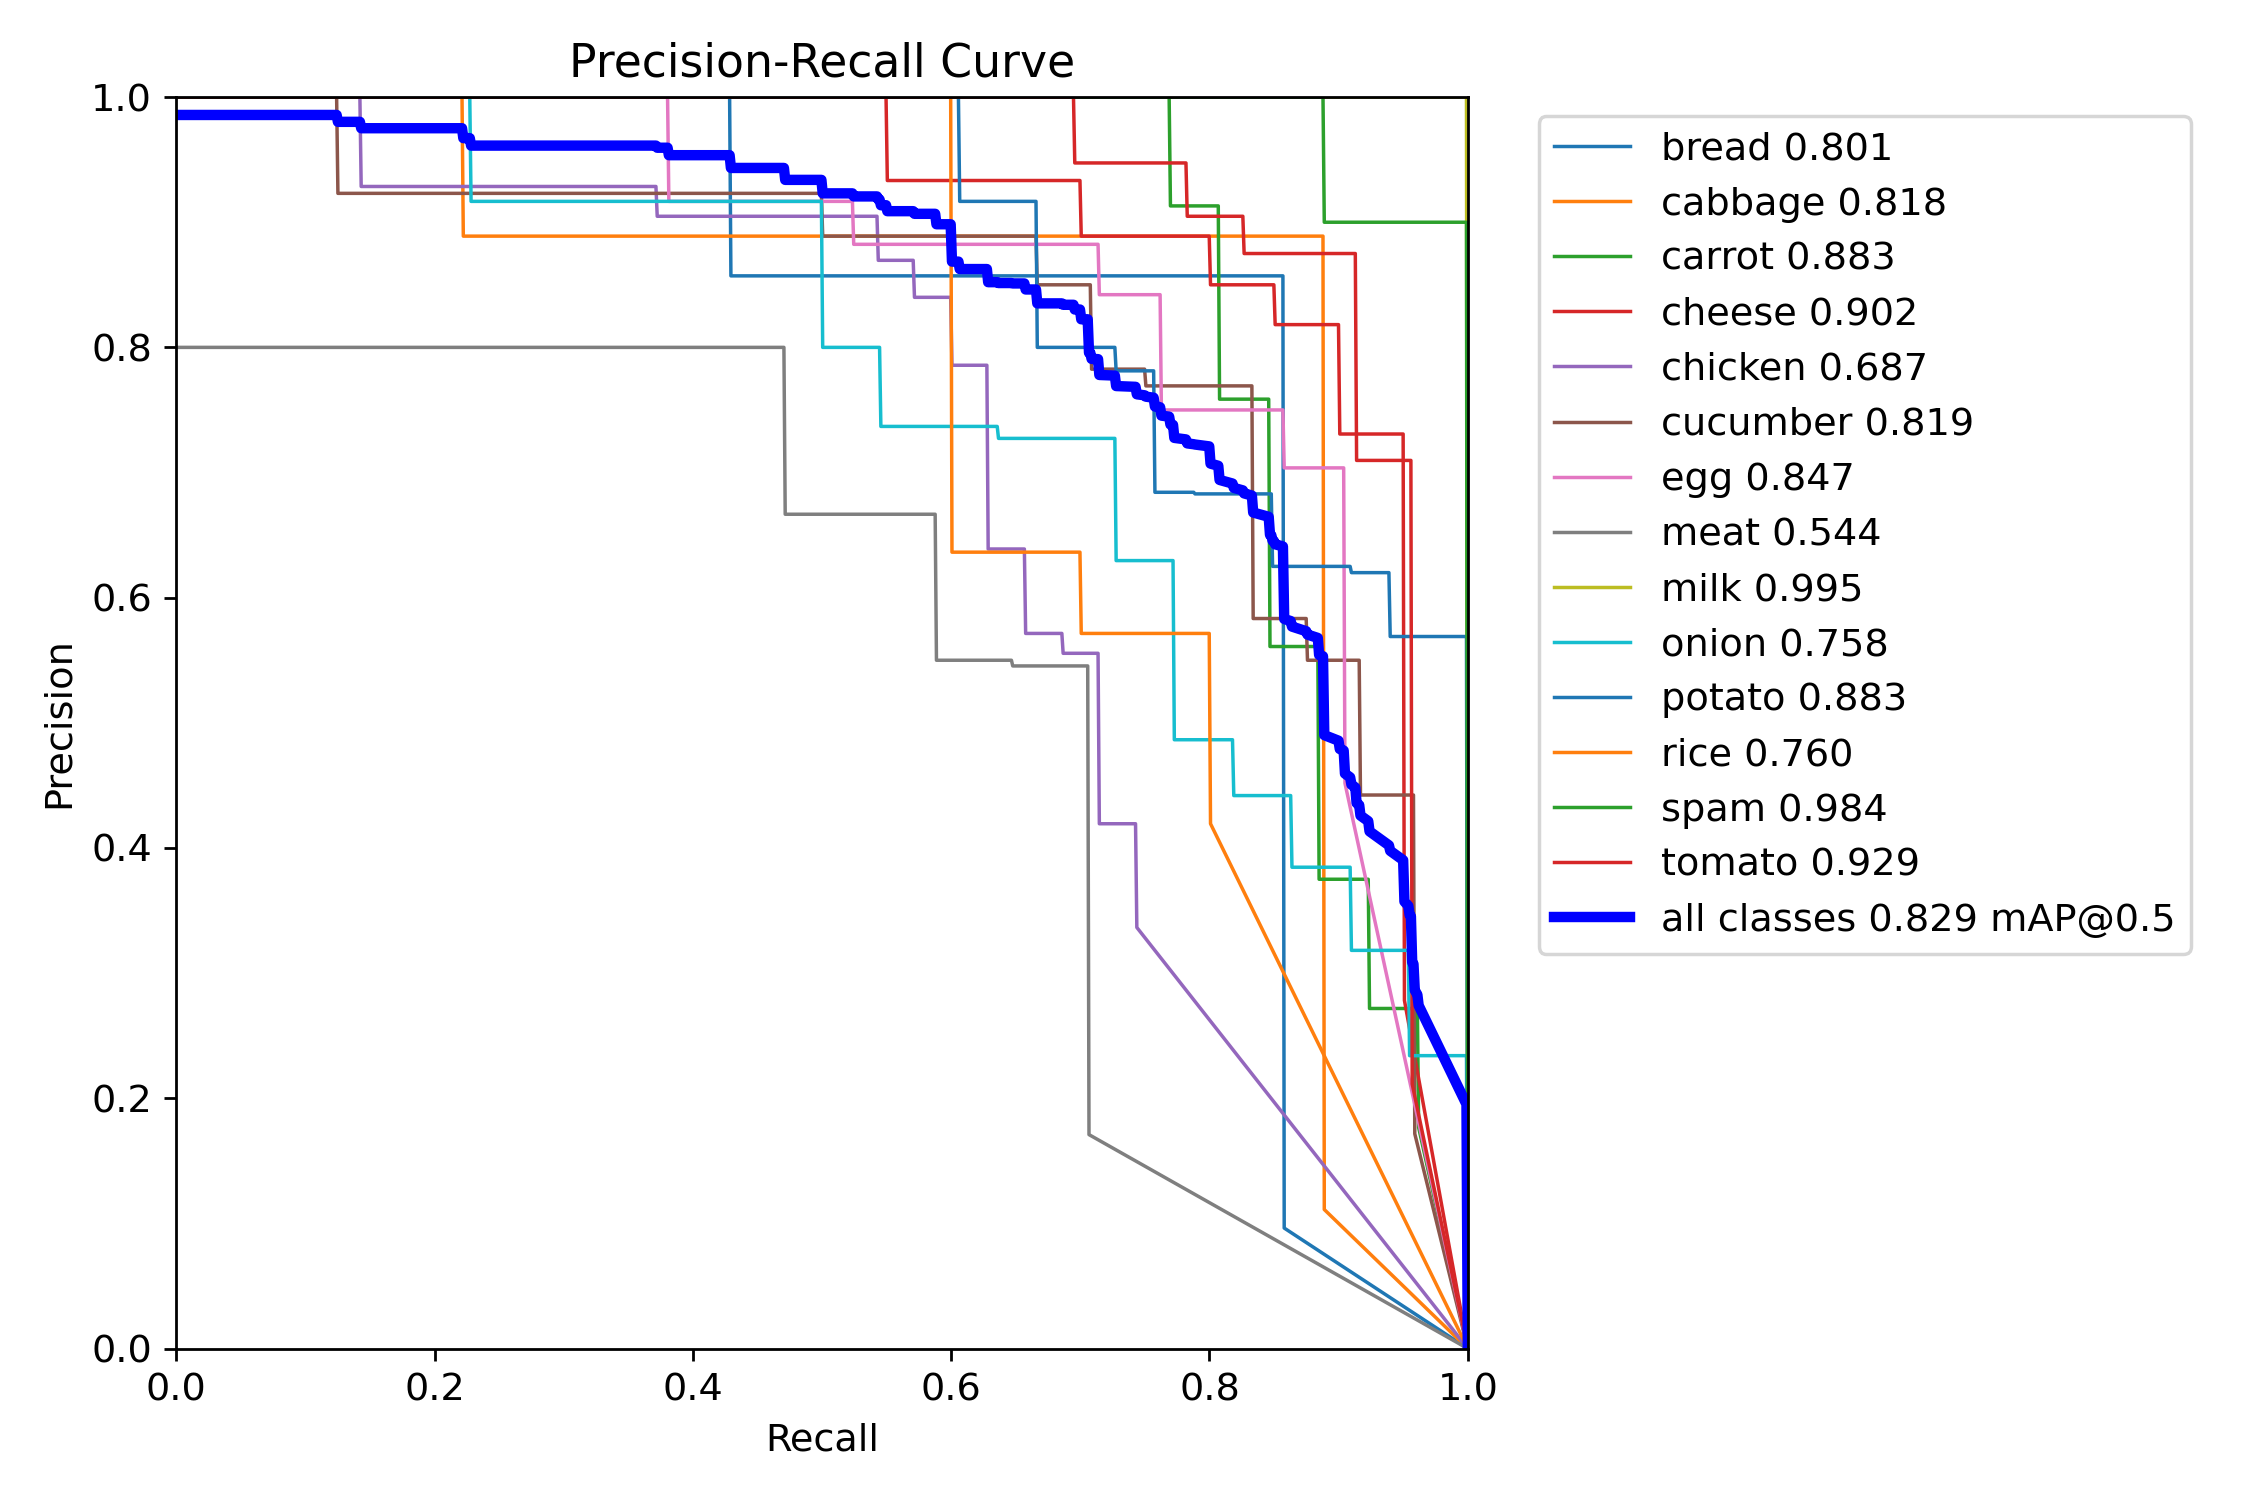 Precision-Recall Curve
1.0
0.8
0.6
0.4
0.2
0.0
Precision
0.0 0.2 0.4 0.6 0.8 1.0
Recall
bread 0.801
cabbage 0.818
carrot 0.883
cheese 0.902
chicken 0.687
cucumber 0.819
egg 0.847
meat 0.544
milk 0.995
onion 0.758
potato 0.883
rice 0.760
spam 0.984
tomato 0.929
all classes 0.829 mAP@0.5